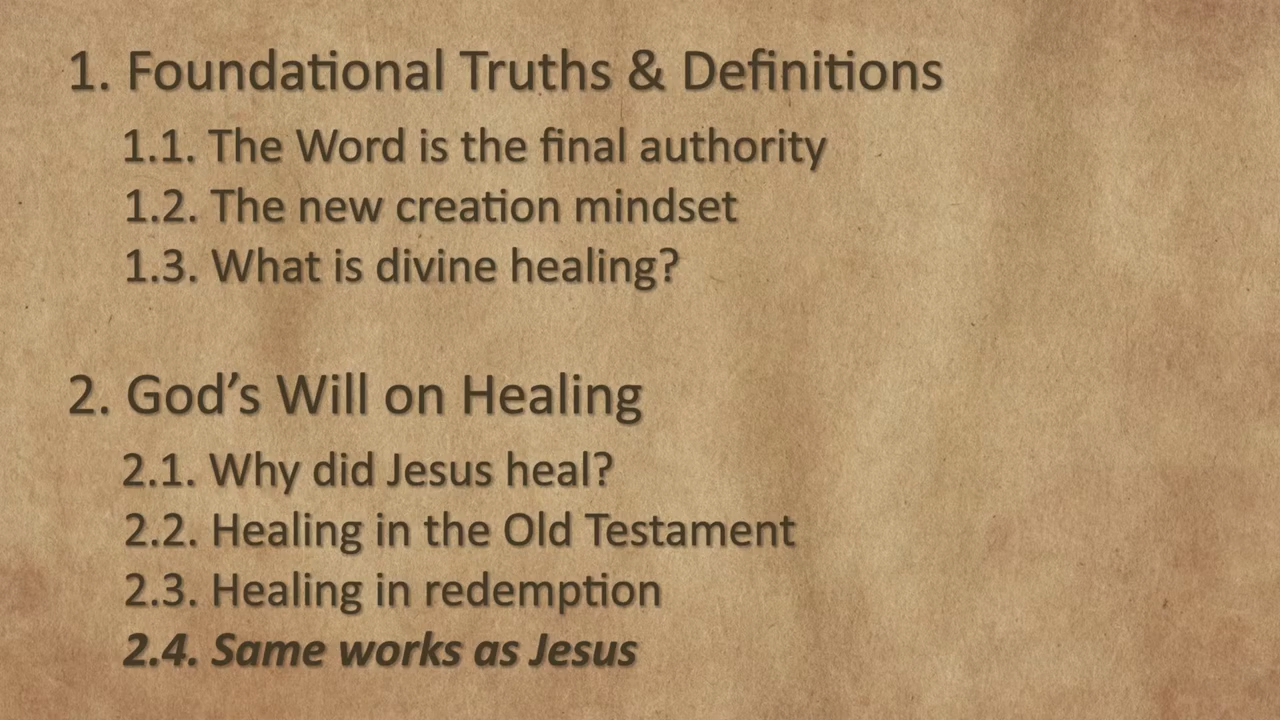 1. Foundational Truths & Definitions
1.1. The Word is the final authority
1.2. The new creation mindset
1.3. What is divine healing?
2. God’s Will on Healing
2.1. Why did Jesus heal?
2.2. Healing in the Old Testament
2.3. Healing in redemption
2.4. Same works as Jesus